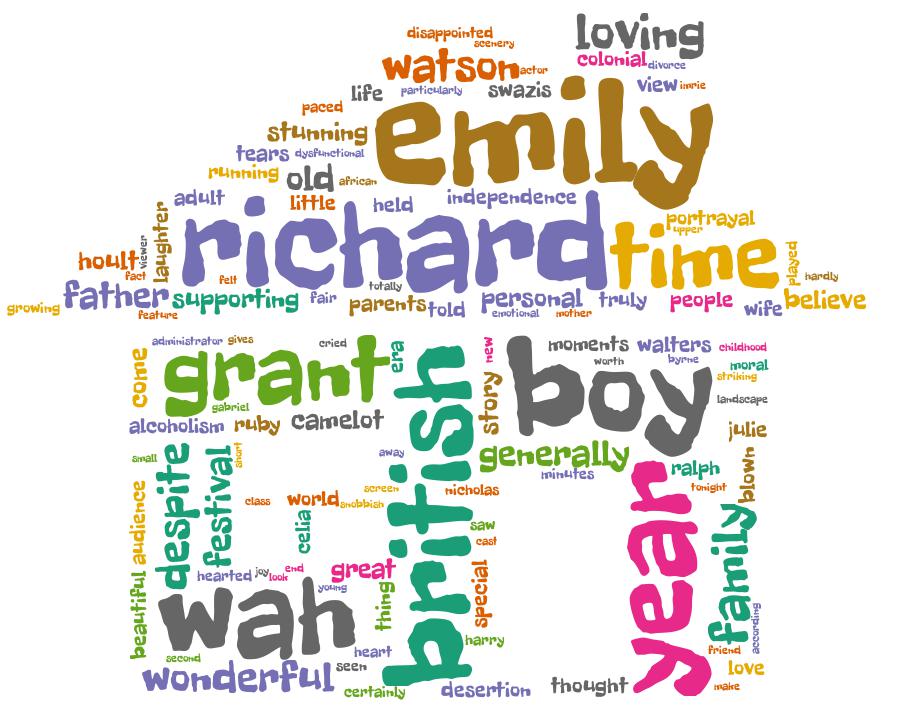 disappointed
scenery
loving
watson actor
colonial divorce
life particularly swazis view imrie
paced
emily
stunning
tears dysfunctional
running old african
adult little held independence
richard time
portrayal
upper
laughter
viewer
hoult
fact
felt
totally
played
hardly
growing father supporting fair parents told personal truly people wife believe
feature emotional mother
administrator gives cried
come
grant
era
british
new
boy
moments walters childhood
worth byrne moral
striking
gabriel
landscape
alcoholism ruby camelot
story
julie
small despite festival short
away
generally
minutes
ralph
blown
audience
class world snobbish
screen
nicholas
year
tonight
celia
saw
cast
family
hearted joy look end great
young
special
beautiful
wah
thing
harry
according
friend
second
heart
wonderful seen
certainly desertion thought
love
make